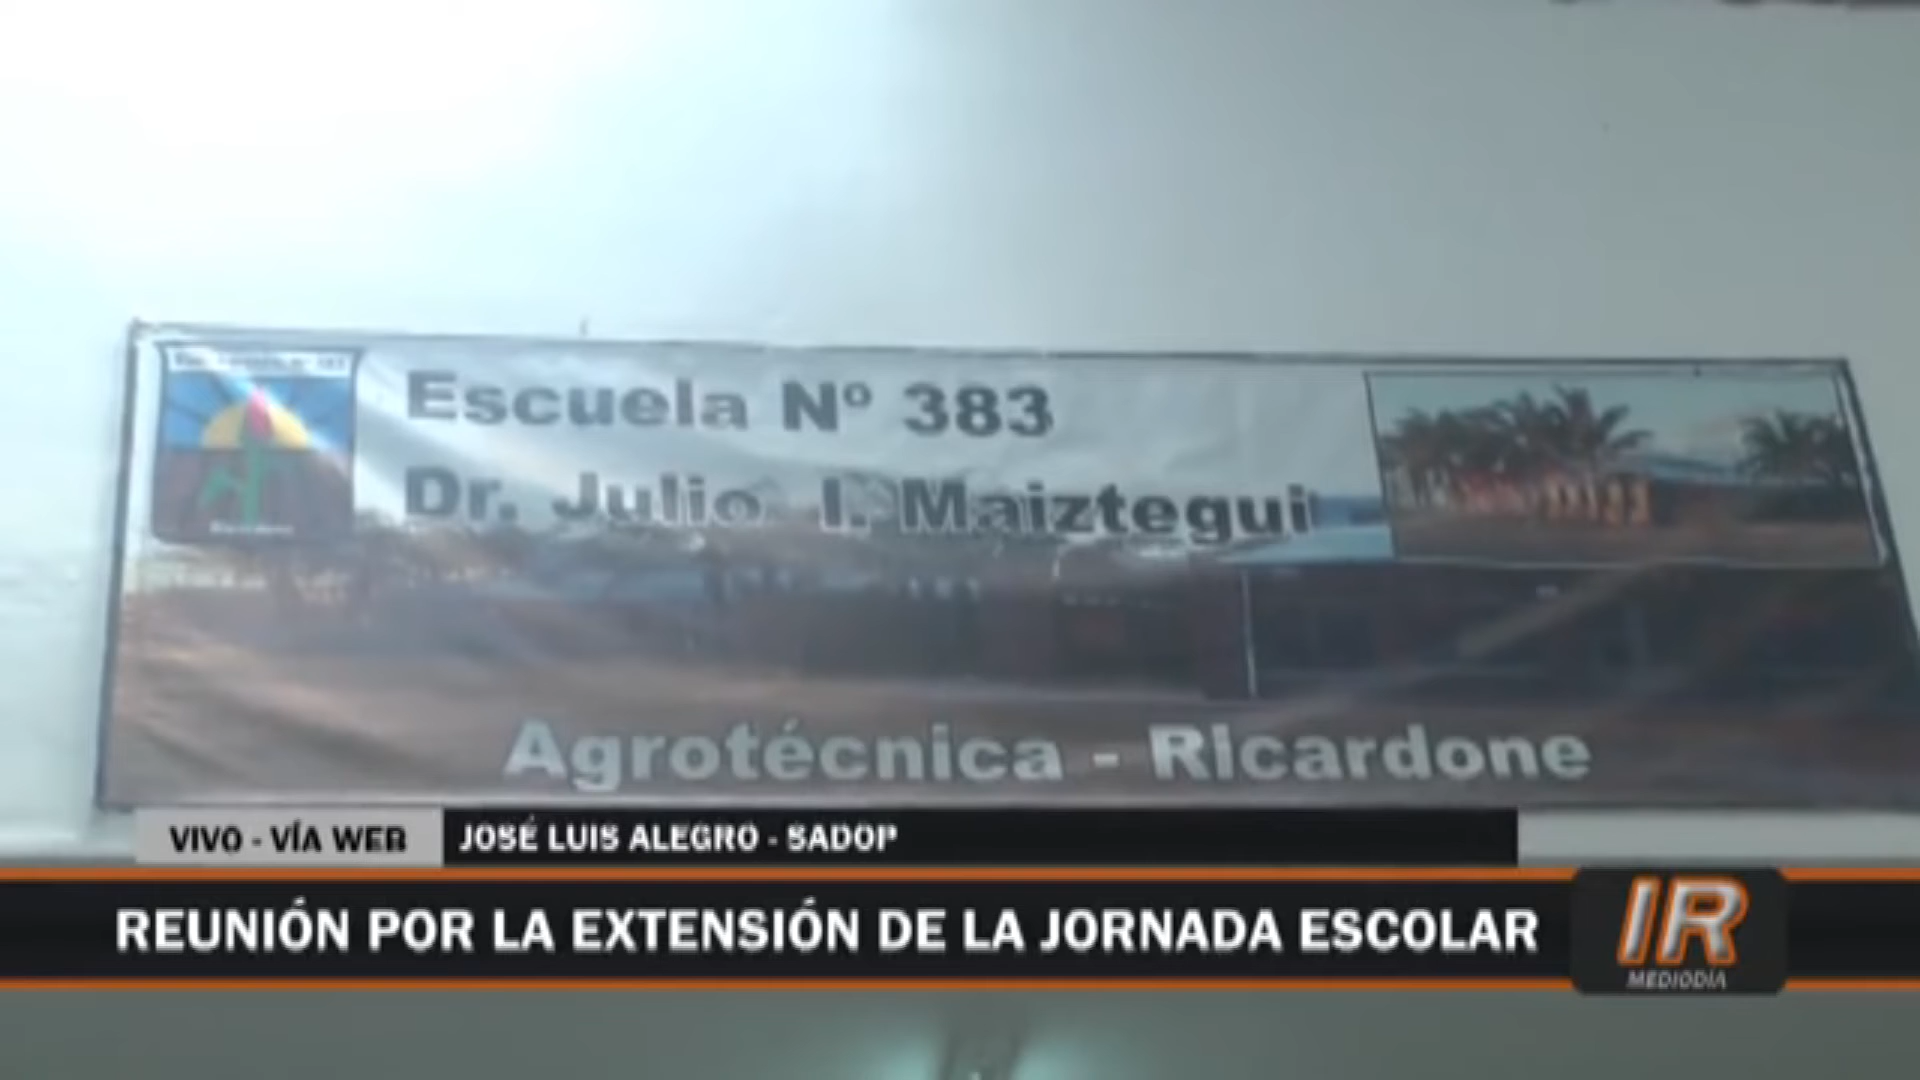 Escuela Nº 383
Dr. Julio I. Maiztegui
Agrotécnica - Ricardone
VIVO - VÍA WEB
JOSÉ LUIS ALEGRO - SADOP
REUNIÓN POR LA EXTENSIÓN DE LA JORNADA ESCOLAR
IR
MEDIODÍA